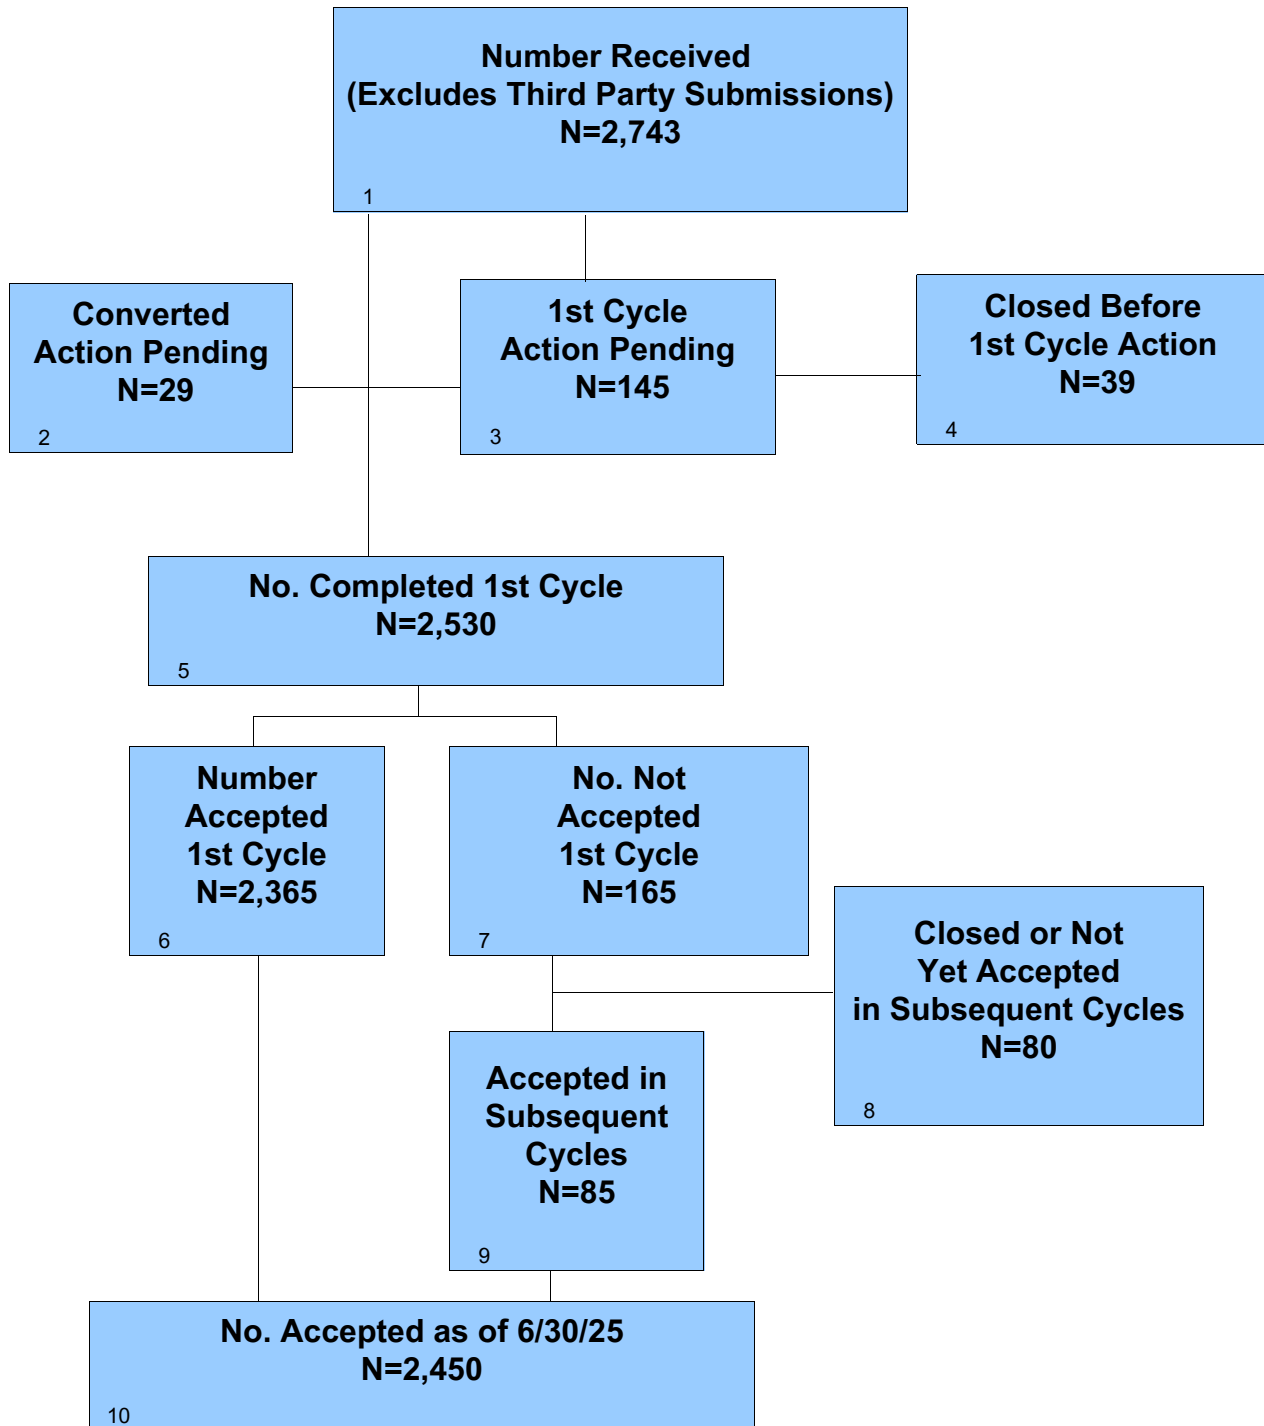 Number Received
(Excludes Third Party Submissions)
N=2,743
1
Converted
Action Pending
N=29
2
1st Cycle
Action Pending
N=145
3
Closed Before
1st Cycle Action
N=39
4
No. Completed 1st Cycle
N=2,530
5
Number
Accepted
1st Cycle
N=2,365
6
No. Not
Accepted
1st Cycle
N=165
7
Closed or Not
Yet Accepted
in Subsequent Cycles
N=80
8
Accepted in
Subsequent
Cycles
N=85
9
No. Accepted as of 6/30/25
N=2,450
10